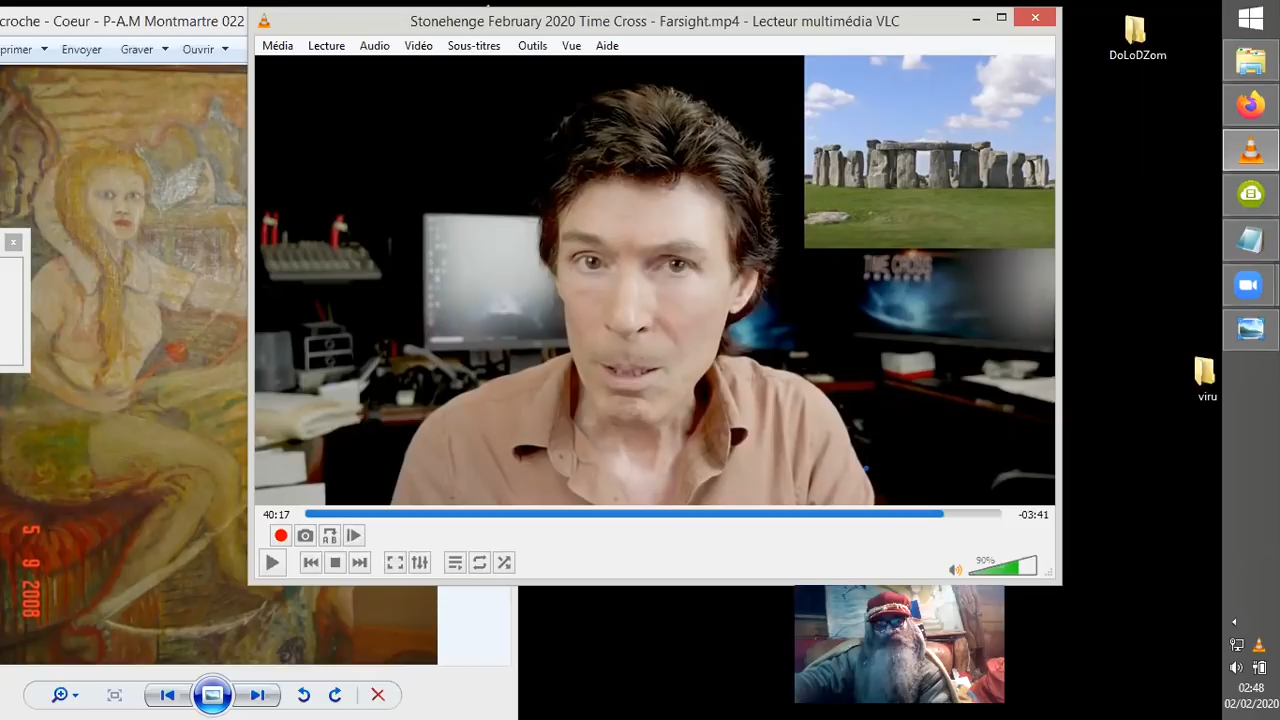 croche - Coeur - P-A.M Montmartre 022
primer Envoyer Graver Ouvrir
Stonehenge February 2020 Time Cross - Farsight.mp4 - Lecteur multimédia VLC
Média Lecture Audio Vidéo Sous-titres Outils Vue Aide
TIME CROSS
40:17
-03:41
A B
90%
5 9 2008
DoLoDZom
viru
02:48
02/02/2020